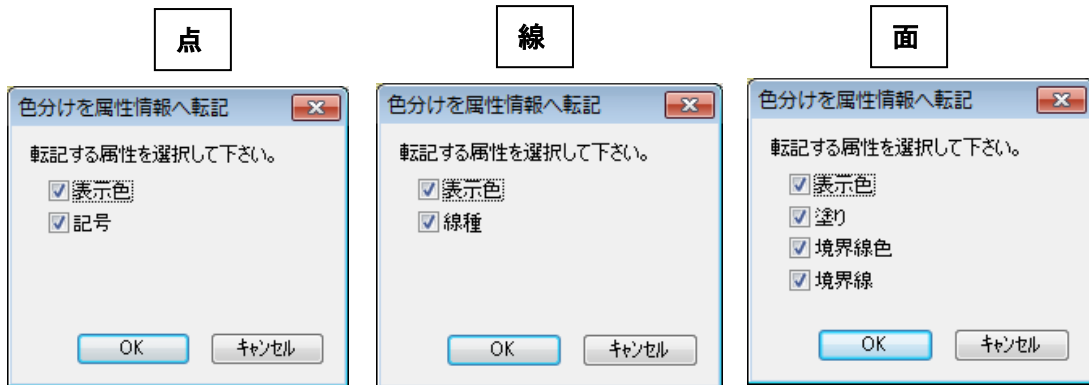 点
色分けを属性情報へ転記
転記する属性を選択して下さい。
表示色
記号
OK
キャンセル
線
色分けを属性情報へ転記
転記する属性を選択して下さい。
表示色
線種
OK
キャンセル
面
色分けを属性情報へ転記
転記する属性を選択して下さい。
表示色
塗り
境界線色
境界線
OK
キャンセル